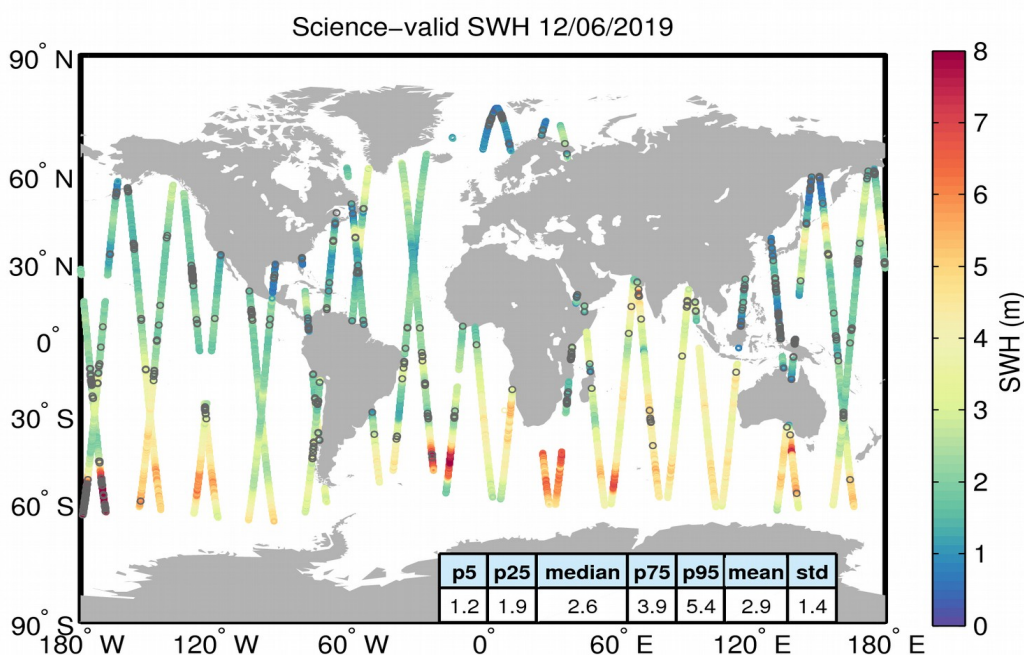 Science−valid SWH 12/06/2019
90° N
60° N
30° N
0°
30° S
60° S
90° S
180° W
120° W
60° W
0°
60° E
120° E
180° E
p5 p25 median p75 p95 mean std
1.2 1.9 2.6 3.9 5.4 2.9 1.4
8
7
6
5
4
3
2
1
0
SWH (m)